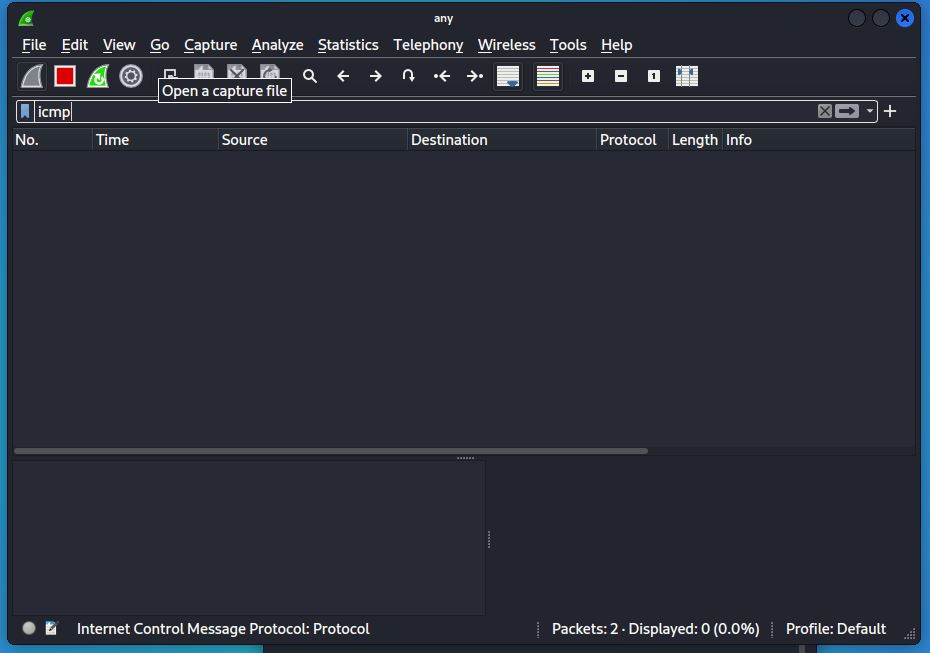 any
File Edit View Go Capture Analyze Statistics Telephony Wireless Tools Help
Open a capture file
icmp
No. Time Source Destination Protocol Length Info
Internet Control Message Protocol: Protocol Packets: 2 · Displayed: 0 (0.0%) Profile: Default